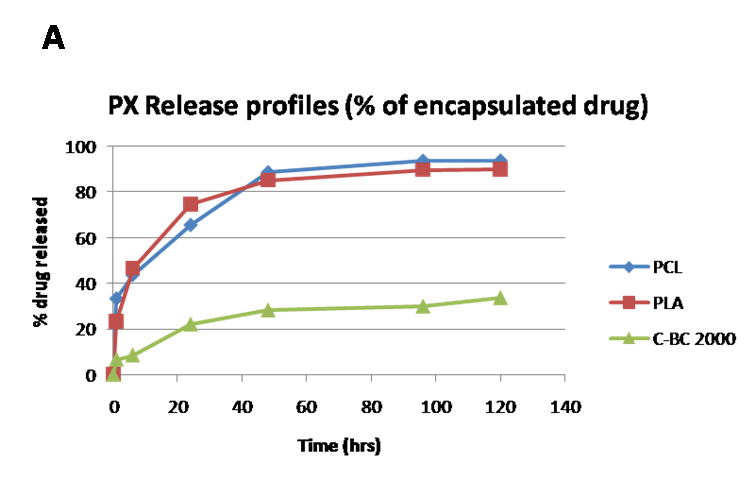 A
PX Release profiles (% of encapsulated drug)
100
80
60
40
20
0
% drug released
0 20 40 60 80 100 120 140
Time (hrs)
PCL
PLA
C-BC 2000